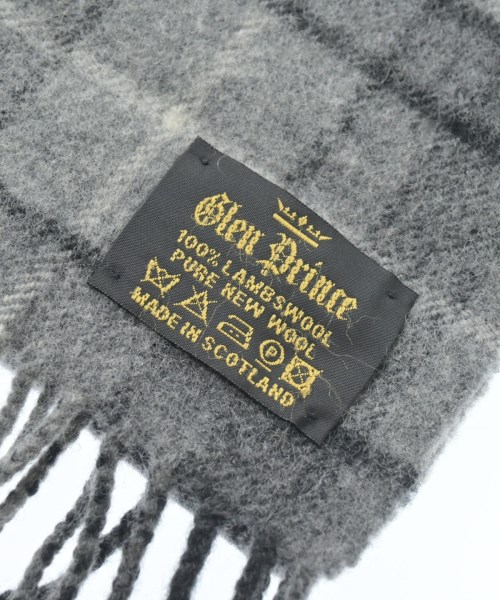 Glen Prince
100% LAMBSWOOL
PURE NEW WOOL
P
MADE IN SCOTLAND